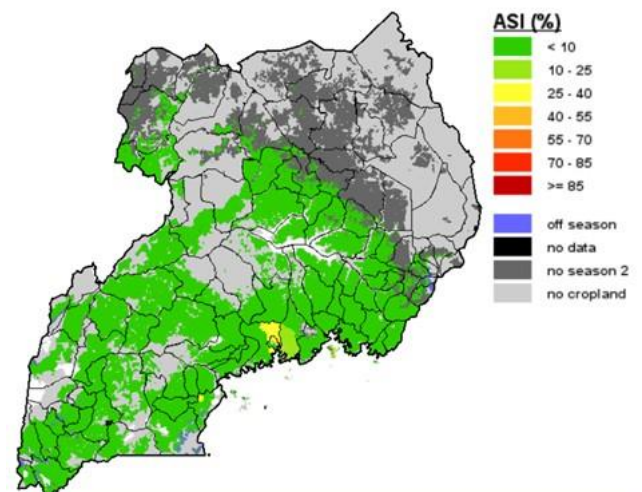 ASI (%)
< 10
10 - 25
25 - 40
40 - 55
55 - 70
70 - 85
>= 85
off season
no data
no season 2
no cropland